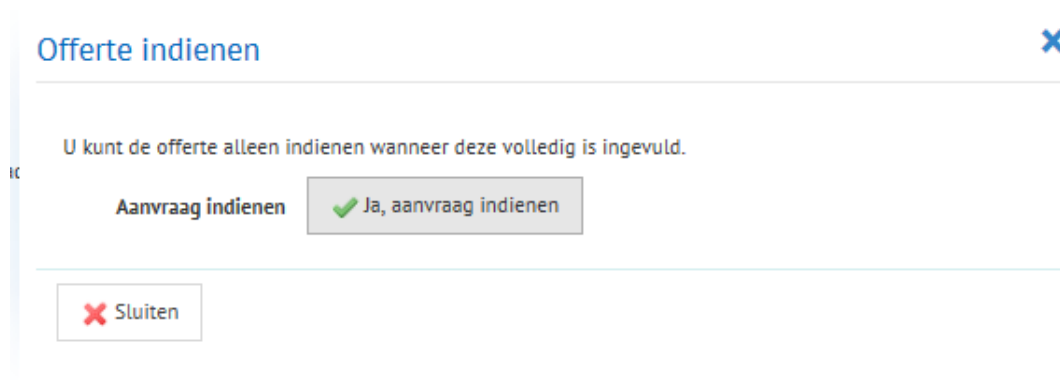 Offerte indienen
U kunt de offerte alleen indienen wanneer deze volledig is ingevuld.
Aanvraag indienen
Ja, aanvraag indienen
Sluiten